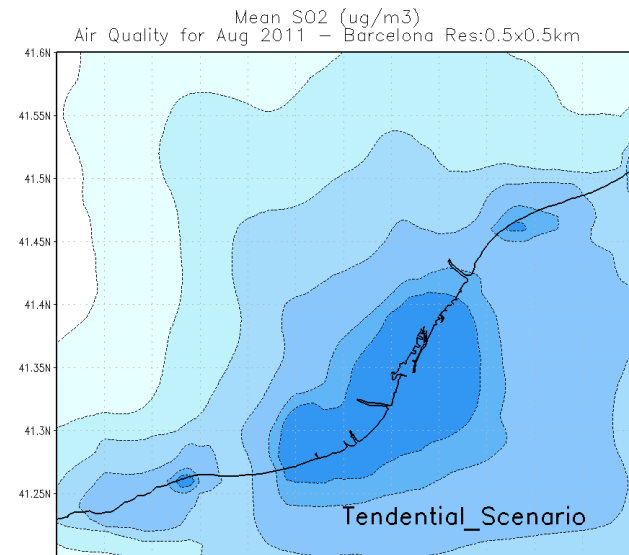 Mean SO2 (ug/m3)
Air Quality for Aug 2011 – Barcelona Res:0.5x0.5km
41.6N
41.55N
41.5N
41.45N
41.4N
41.35N
41.3N
41.25N
Tendential_Scenario